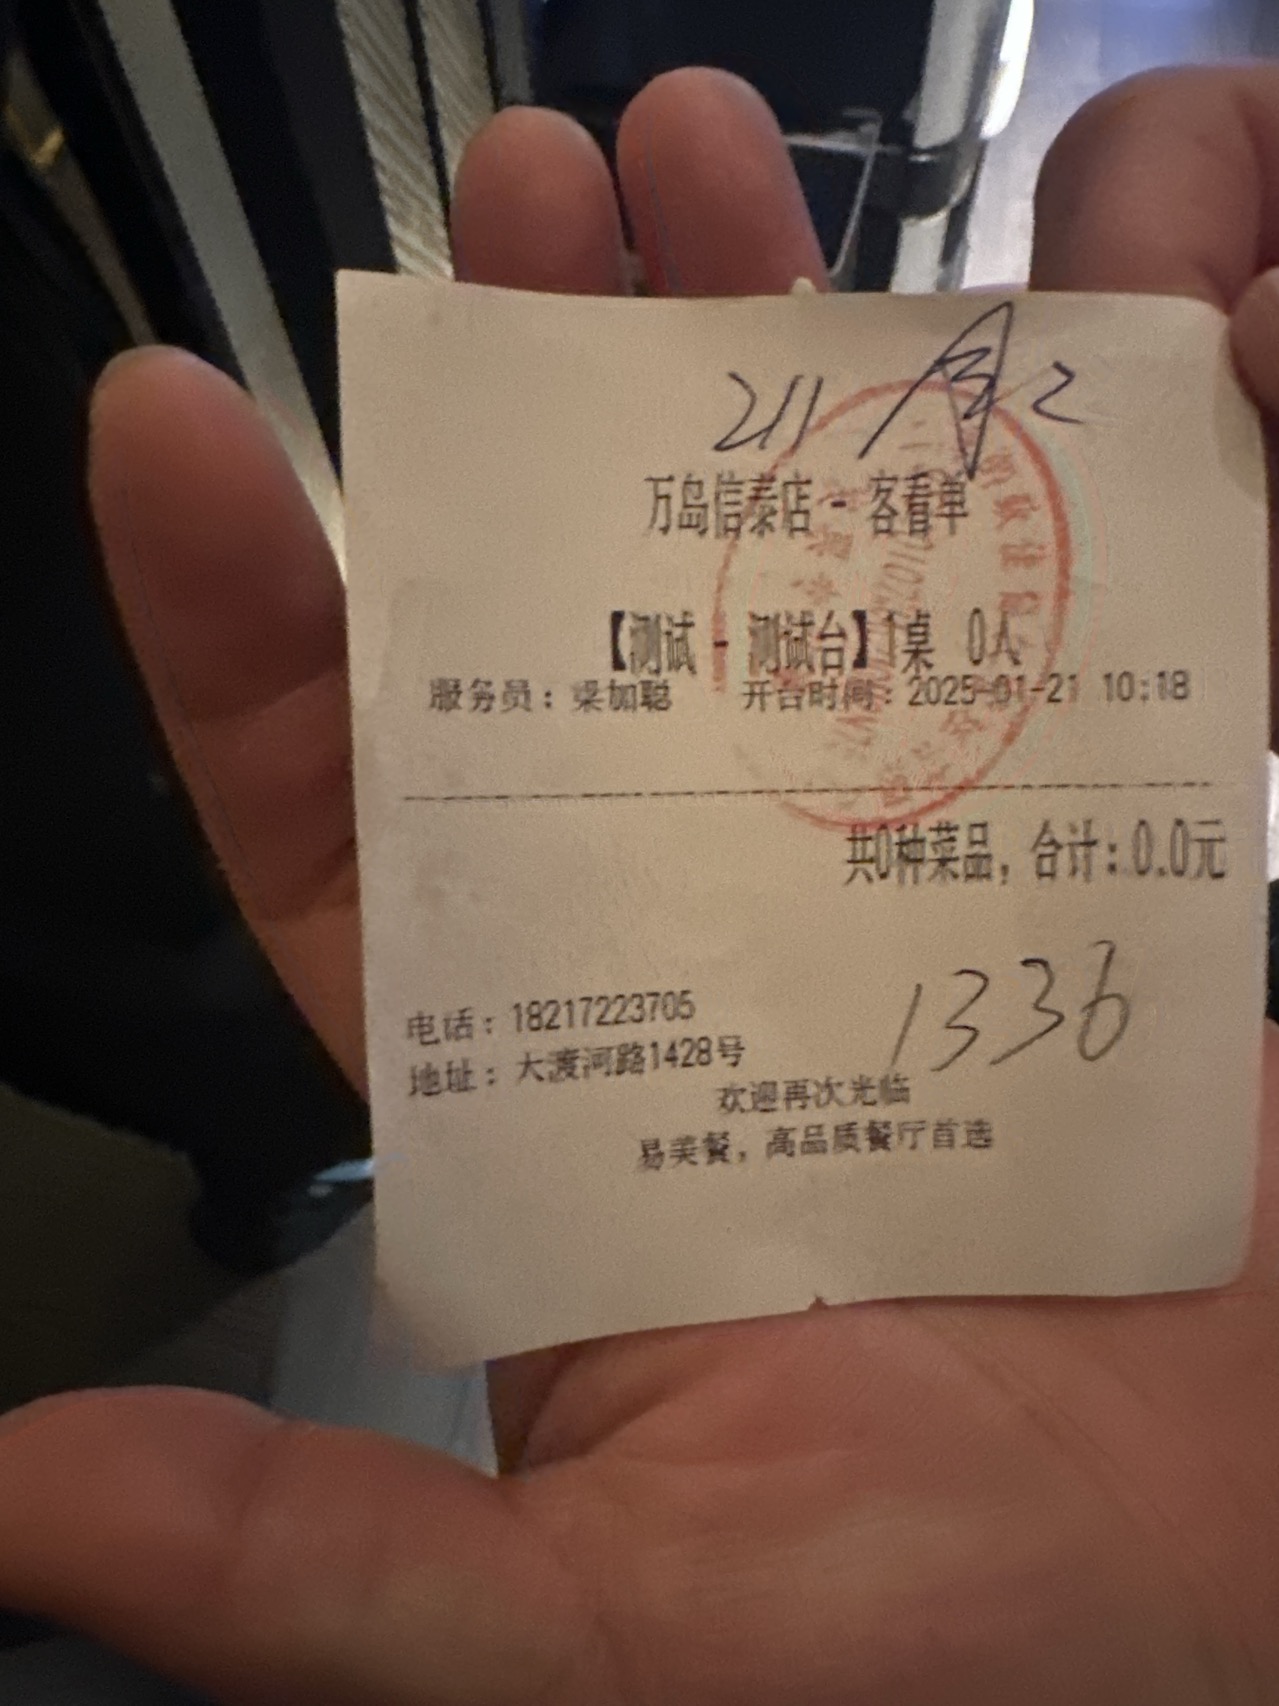 211
万岛信泰店 - 客看单
【测试 - 测试台】1桌 0人
服务员：梁加聪 开台时间：2025-01-21 10:18
共0种菜品，合计：0.0元
1336
电话：18217223705
地址：大渡河路1428号
欢迎再次光临
易美餐，高品质餐厅首选